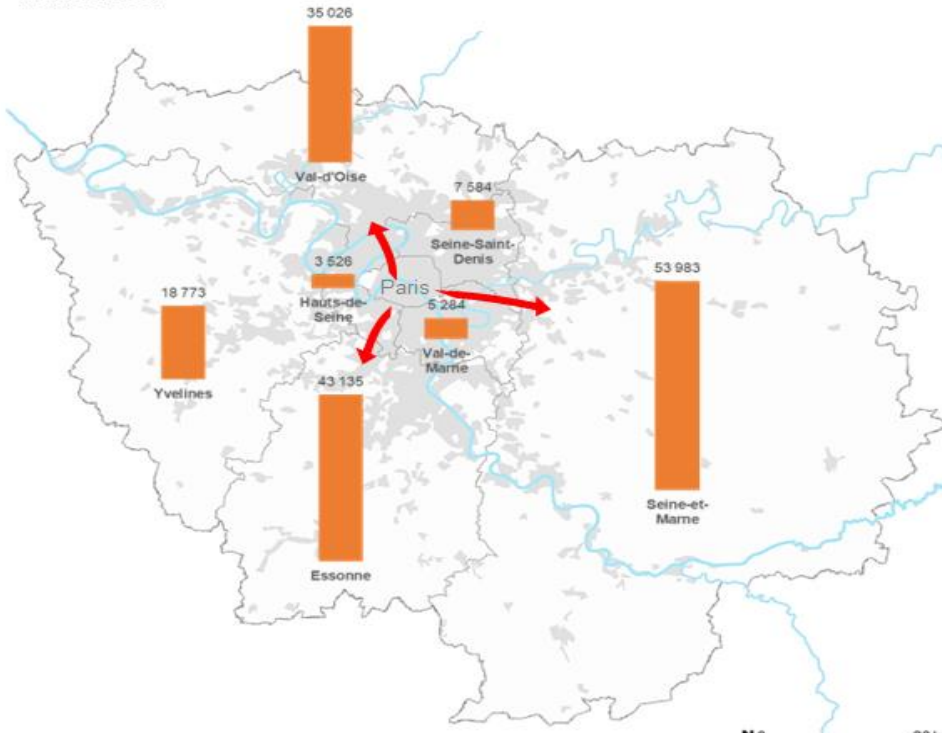 35 026
Val-d'Oise
7 584
Seine-Saint-
Denis
3 526
Hauts-de-
Seine
Paris
53 983
18 773
5 284
Val-de-
Marne
Yvelines
43 135
Seine-et-
Marne
Essonne